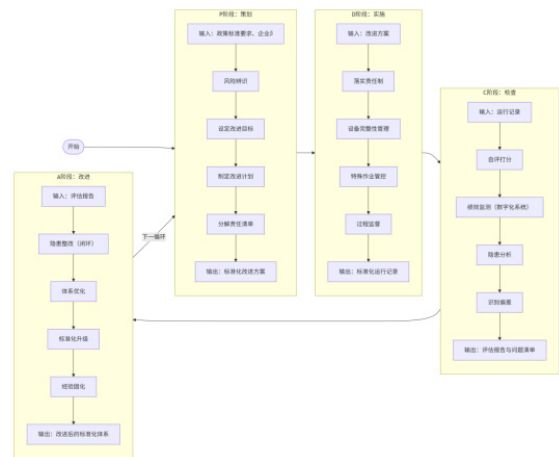 开始
P阶段：策划
输入：政策标准要求、企业
风险辨识
设定改进目标
制定改进计划
分解责任清单
输出：标准化改进方案
D阶段：实施
输入：改进方案
落实责任制
设备完整性管理
特殊作业管控
过程监督
输出：标准化运行记录
C阶段：检查
输入：运行记录
自评打分
绩效监测（数字化系统）
隐患分析
识别偏差
输出：评估报告与问题清单
A阶段：改进
输入：评估报告
隐患整改（闭环）
体系优化
标准化升级
经验固化
输出：改进后的标准化体系
下一循环